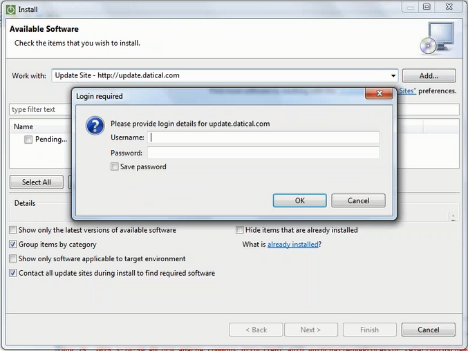 Install
Available Software
Check the items that you wish to install.
Work with: Update Site - http://update.datical.com Add...
Sites" preferences.
type filter text
Name
Pending...
Login required
Please provide login details for update.datical.com
Username:
Password:
Save password
OK Cancel
Select All
Details
Show only the latest versions of available software Hide items that are already installed
Group items by category What is already installed?
Show only software applicable to target environment
Contact all update sites during install to find required software
< Back Next > Finish Cancel